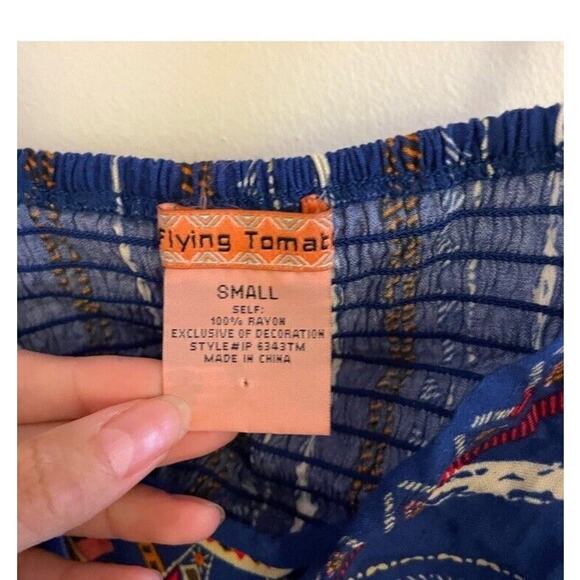 Flying Tomat
SMALL
SELF:
100% RAYON
EXCLUSIVE OF DECORATION
STYLE#IP 6343TM
MADE IN CHINA